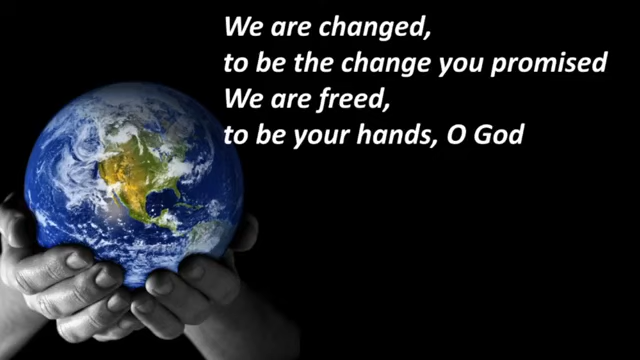 We are changed,
to be the change you promised
We are freed,
to be your hands, O God